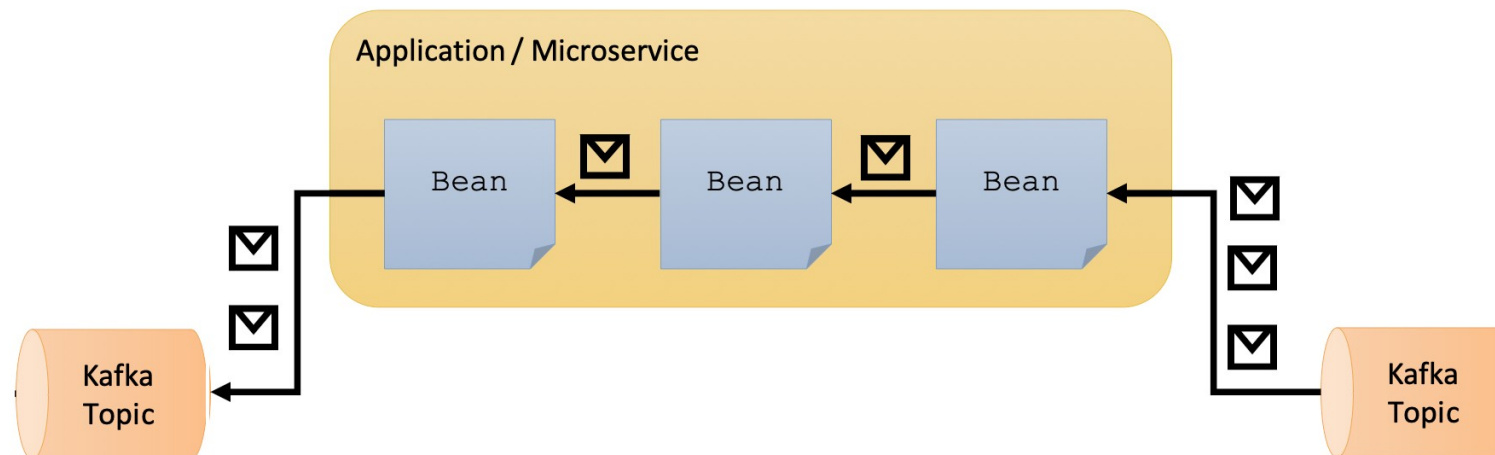 Application / Microservice
Bean
Bean
Bean
Kafka
Topic
Kafka
Topic